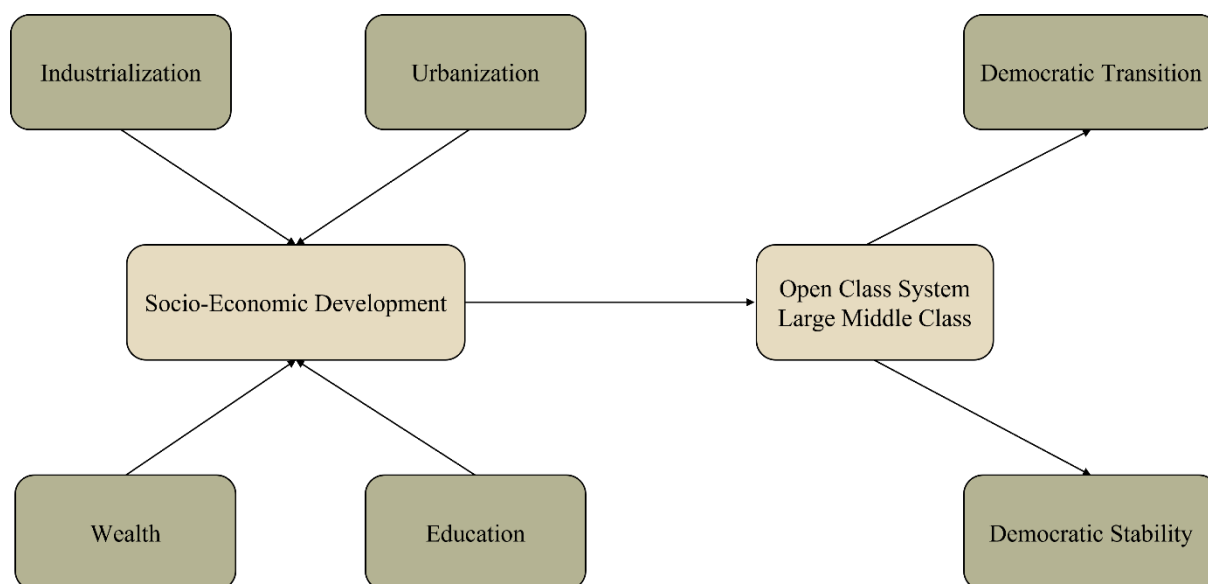 Industrialization
Urbanization
Democratic Transition
Socio-Economic Development
Open Class System
Large Middle Class
Wealth
Education
Democratic Stability